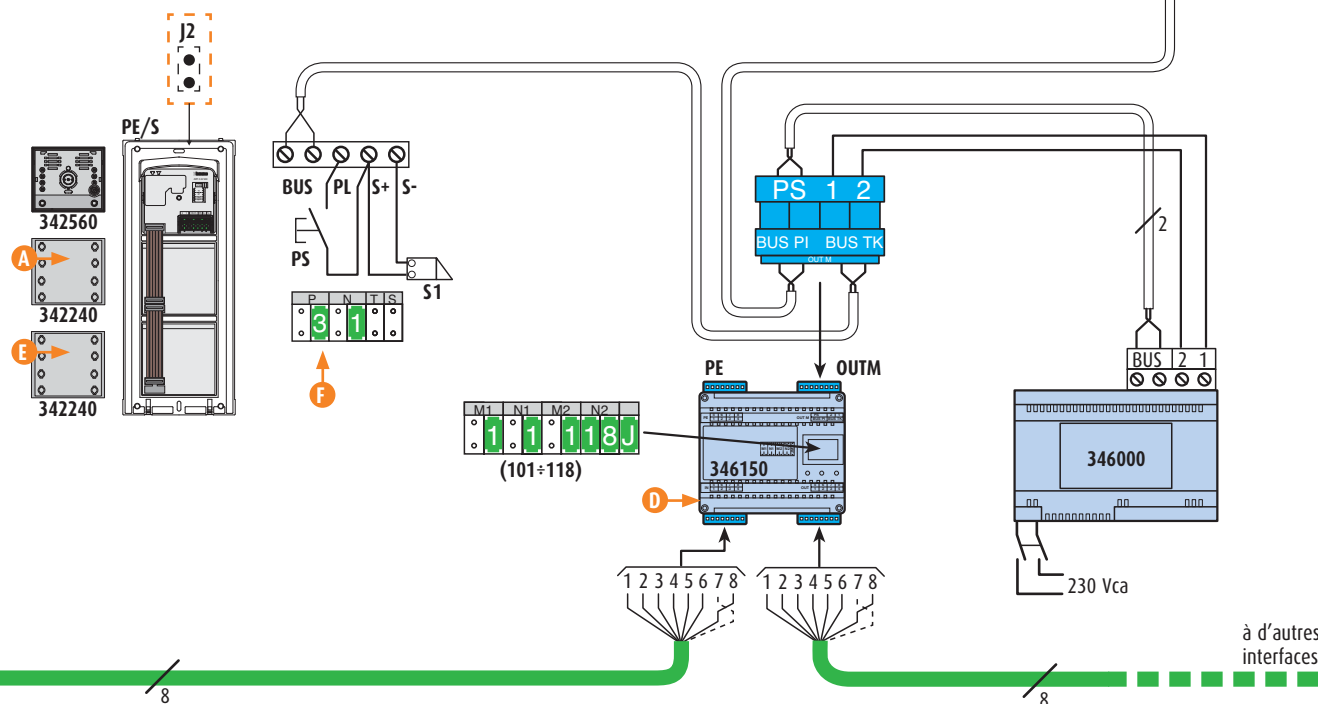 J2
PE/S
342560
A
342240
E
342240
BUS PL S+ S-
PS
S1
P N T S
3 1
F
PS 1 2
BUS PI BUS TK
OUT M
2
BUS 2 1
346000
230 Vca
PE OUTM
M1 N1 M2 N2
1 1 1 1 8 J
(101÷118)
346150
D
1 2 3 4 5 6 7 8
1 2 3 4 5 6 7 8
8
8
à d'autres
interfaces